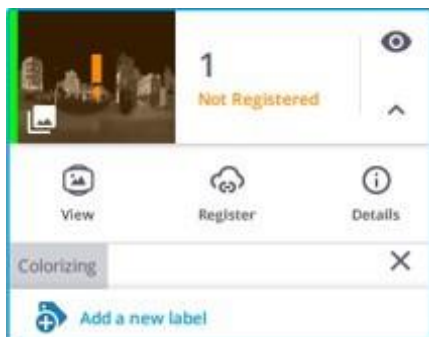 1
Not Registered
View Register Details
Colorizing
Add a new label